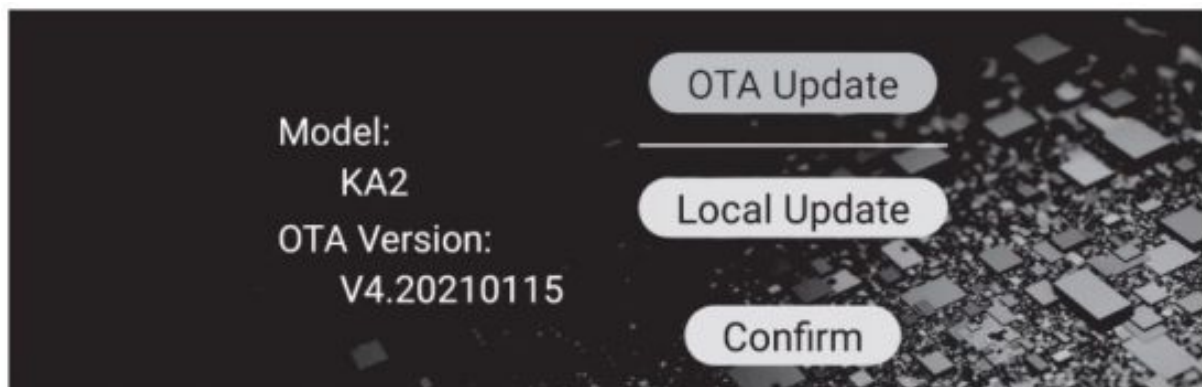 Model:
KA2
OTA Version:
V4.20210115
OTA Update
Local Update
Confirm